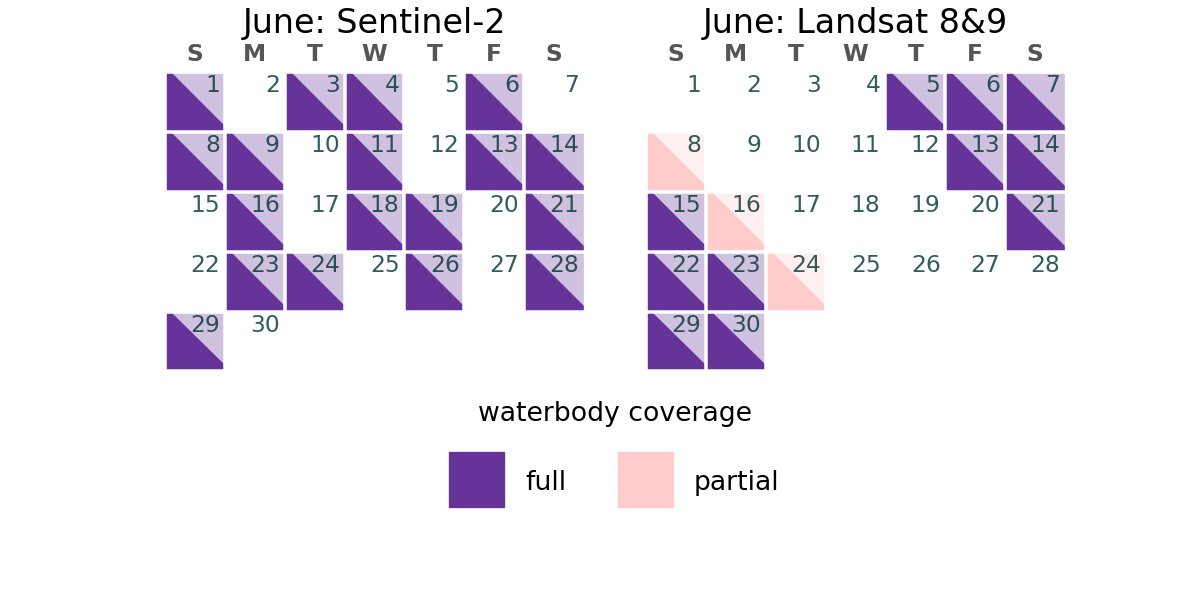 June: Sentinel-2
S M T W T F S
1 2 3 4 5 6 7
8 9 10 11 12 13 14
15 16 17 18 19 20 21
22 23 24 25 26 27 28
29 30
June: Landsat 8&9
S M T W T F S
1 2 3 4 5 6 7
8 9 10 11 12 13 14
15 16 17 18 19 20 21
22 23 24 25 26 27 28
29 30
waterbody coverage
full partial